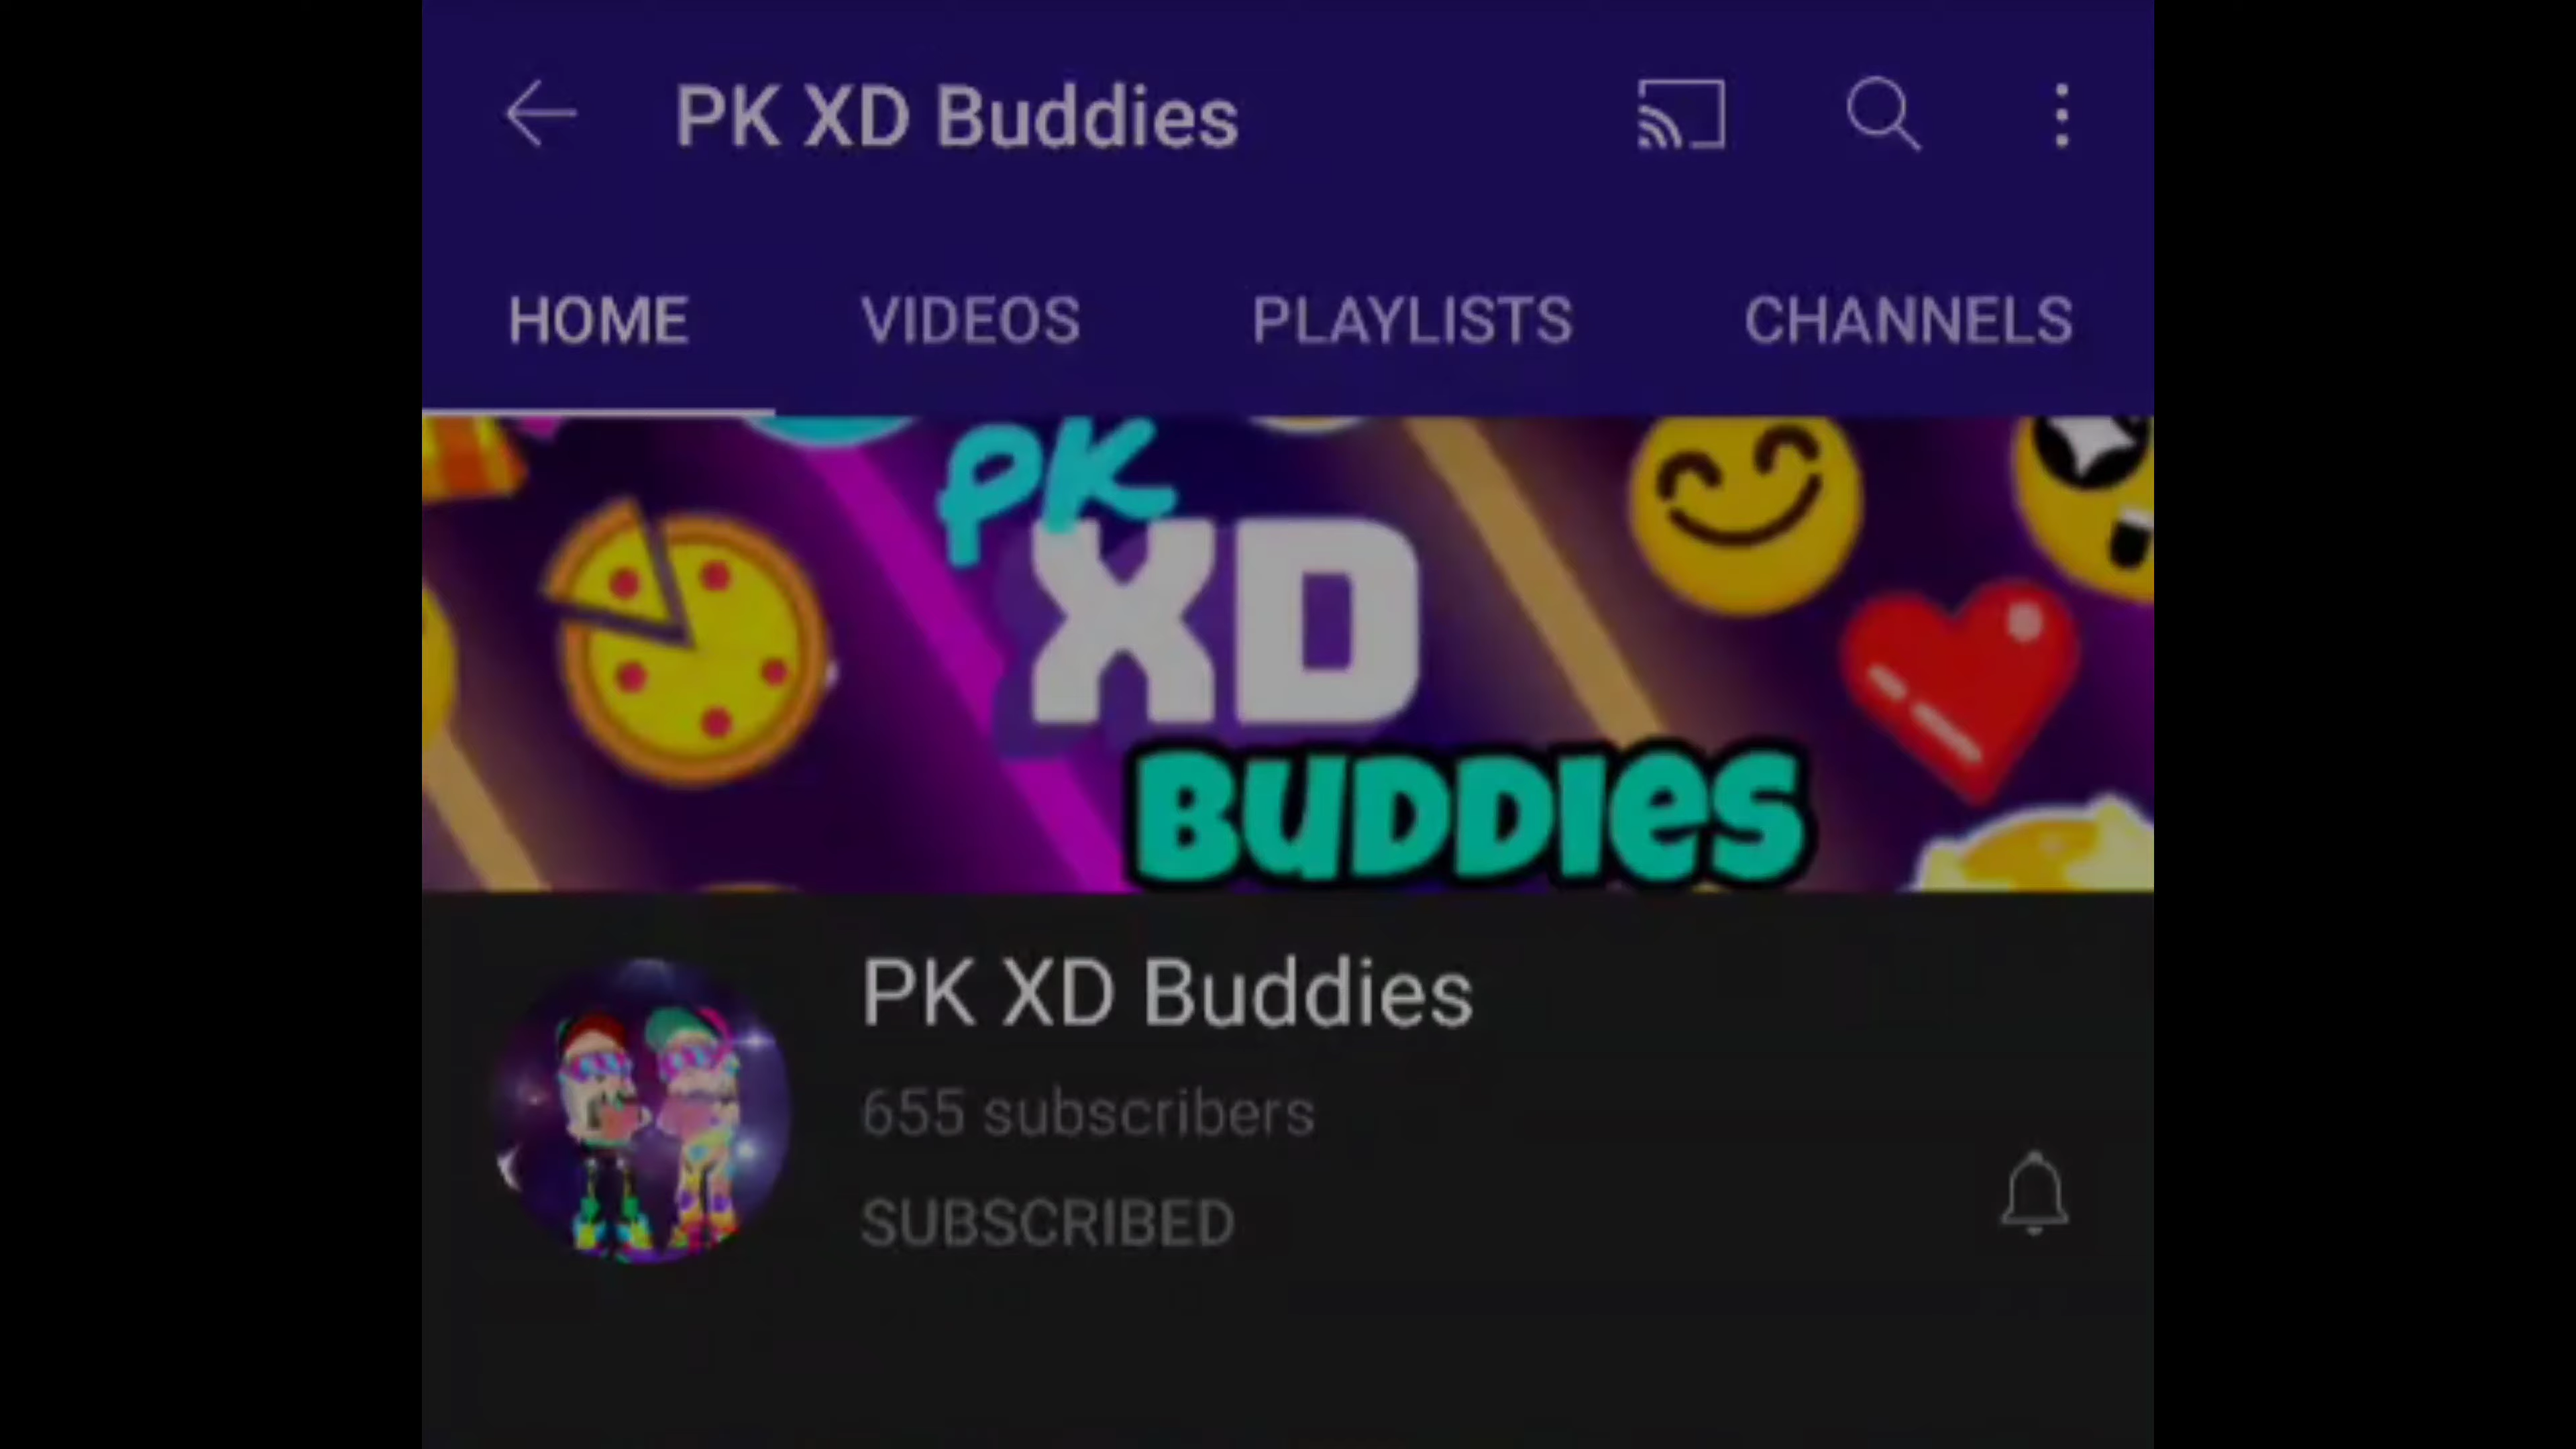 PK XD Buddies
HOME VIDEOS PLAYLISTS CHANNELS
PK
XD
BUDDIes
PK XD Buddies
655 subscribers
SUBSCRIBED